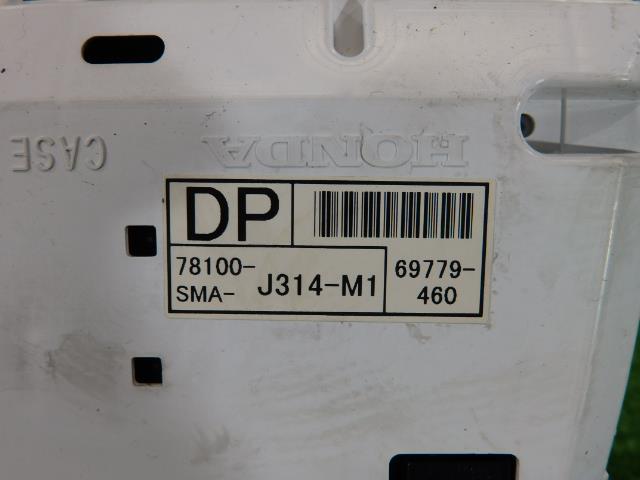 CASE
HONDA
DP
78100-
SMA- J314-M1
69779-
460